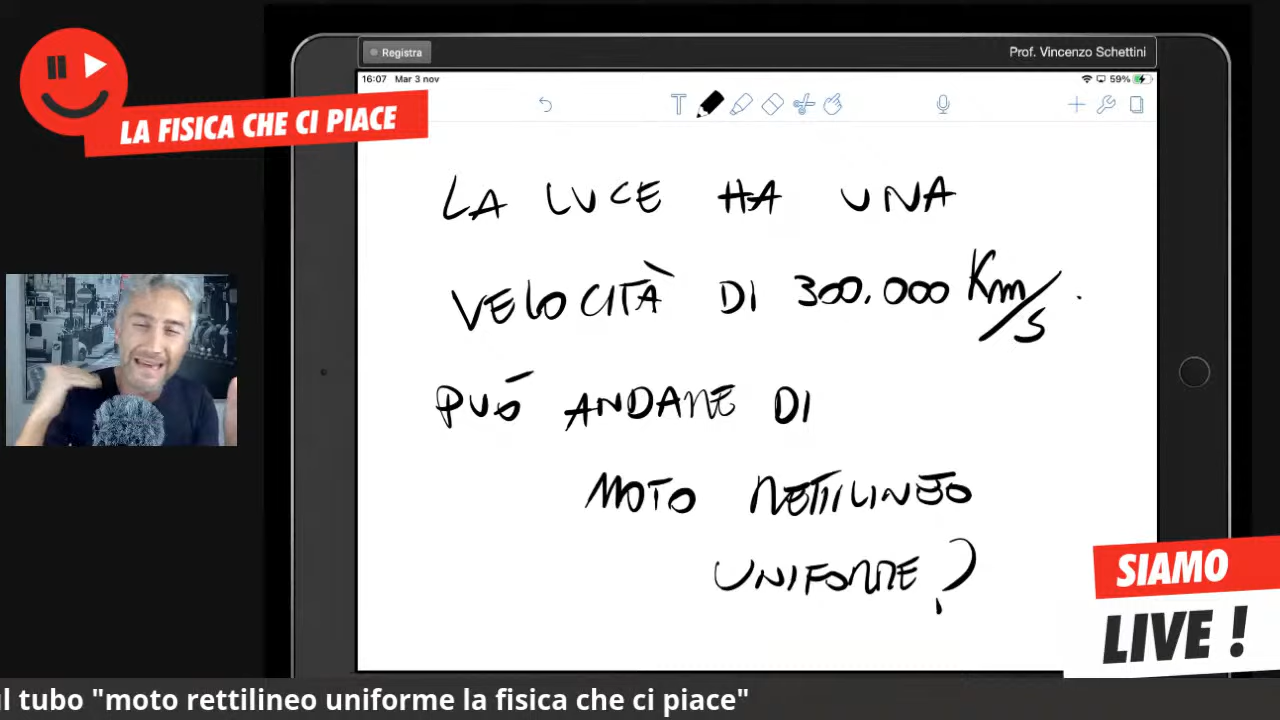 Registra
Prof. Vincenzo Schettini
16:07 Mar 3 nov
59%
LA FISICA CHE CI PIACE
LA LUCE HA UNA
VELOCITÀ DI 300.000 Km/s.
PUÓ ANDARE DI
MOTO RETTILINEO
UNIFORME?
SIAMO
LIVE !
ul tubo "moto rettilineo uniforme la fisica che ci piace"